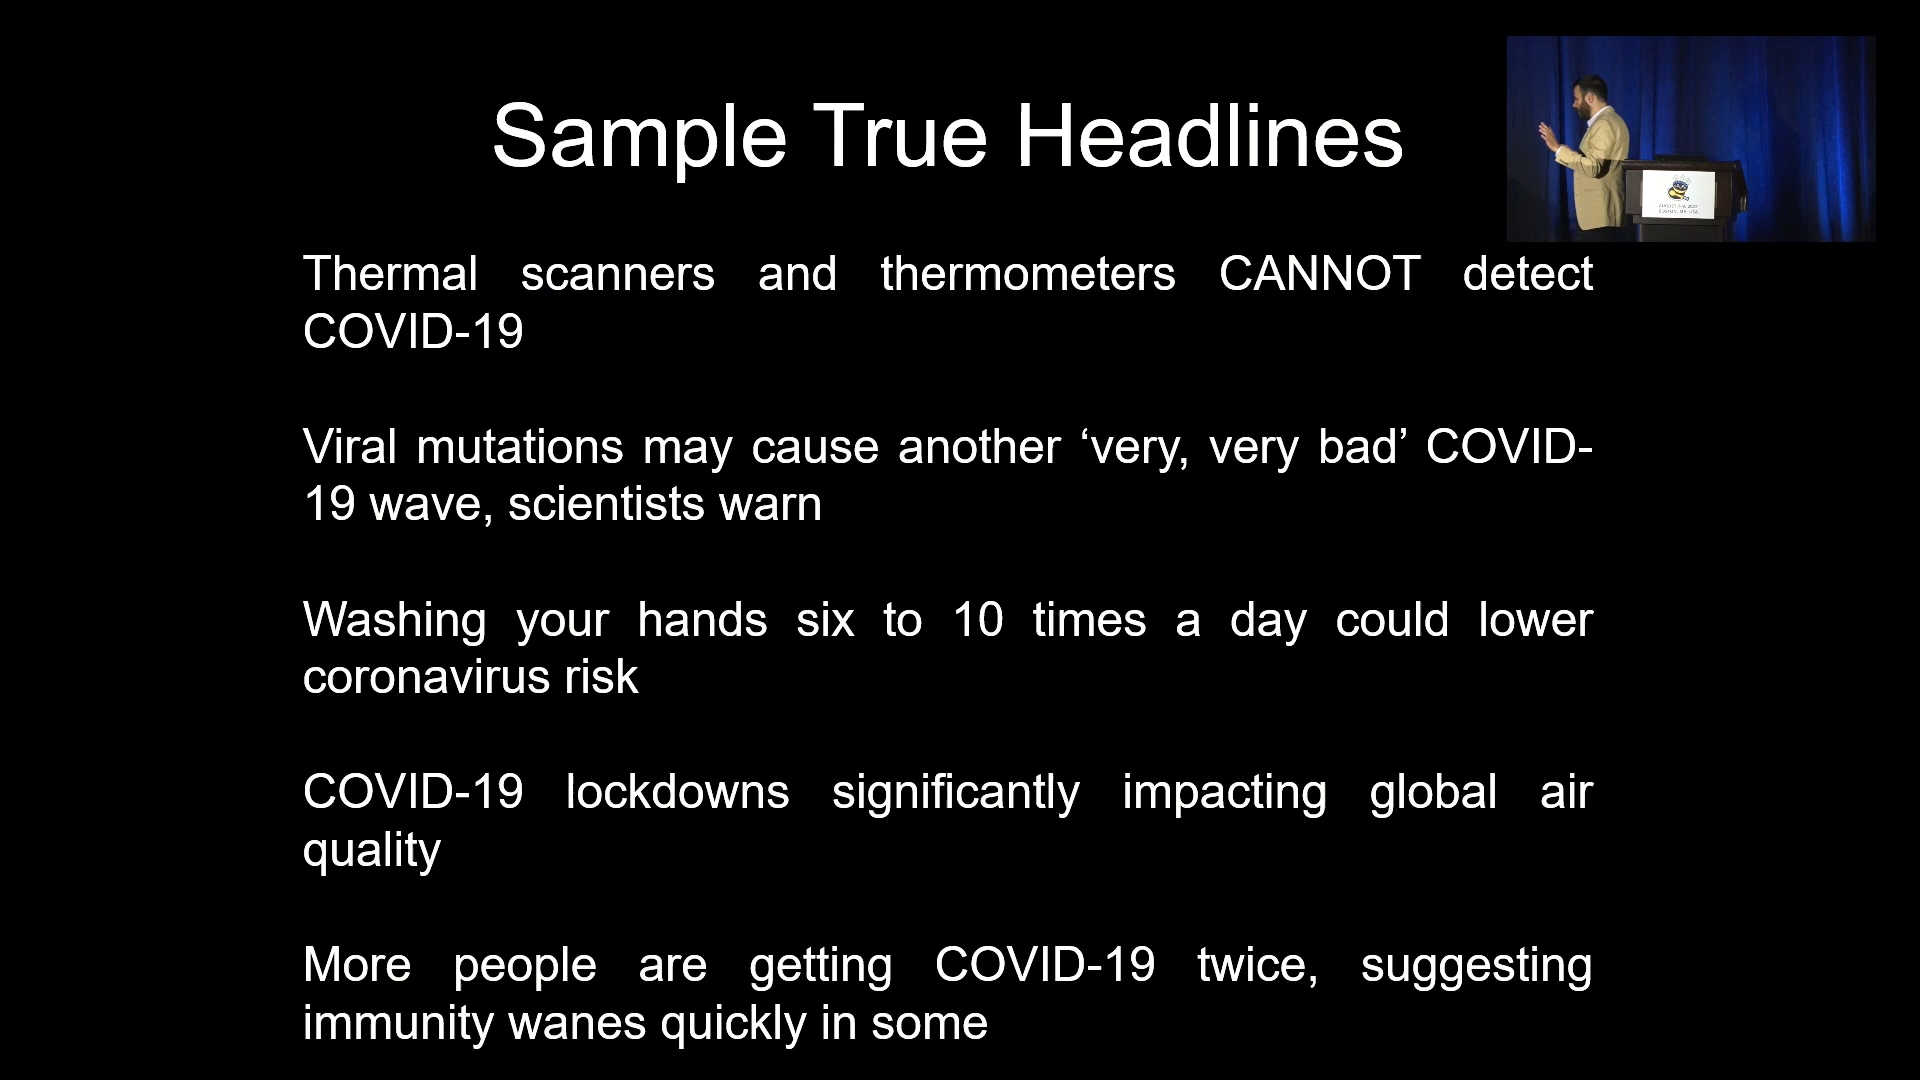 Sample True Headlines
Thermal scanners and thermometers CANNOT detect
COVID-19
Viral mutations may cause another ‘very, very bad’ COVID-
19 wave, scientists warn
Washing your hands six to 10 times a day could lower
coronavirus risk
COVID-19 lockdowns significantly impacting global air
quality
More people are getting COVID-19 twice, suggesting
immunity wanes quickly in some